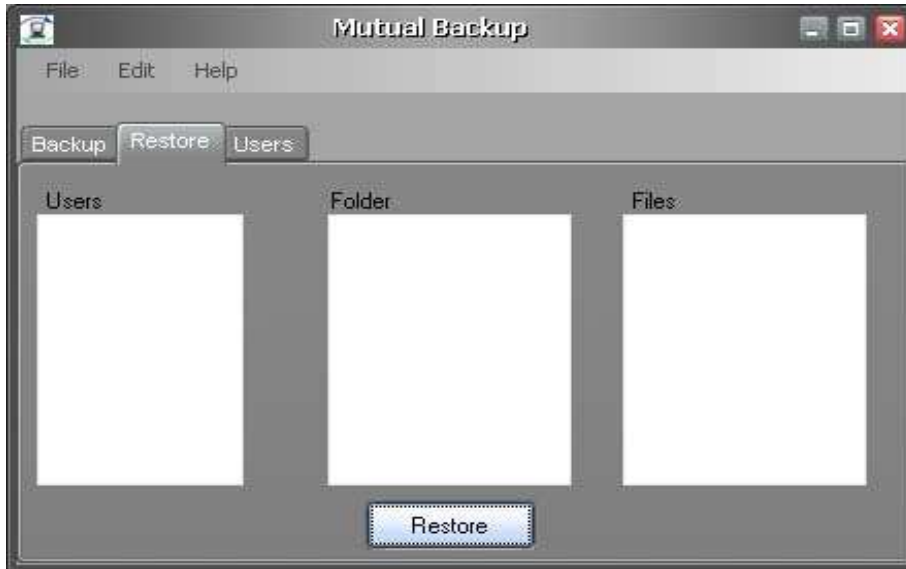 Mutual Backup
File Edit Help
Backup Restore Users
Users Folder Files
Restore